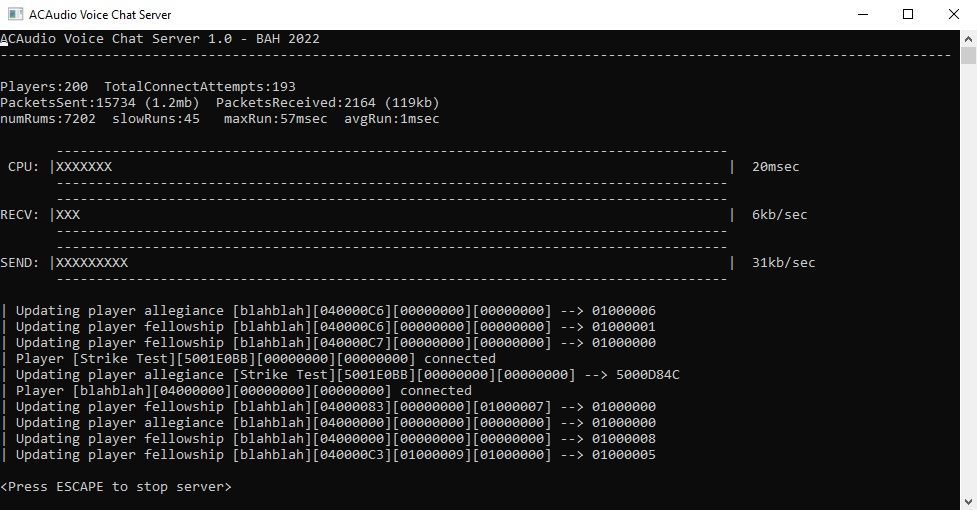 ACAudio Voice Chat Server
ACAudio Voice Chat Server 1.0 - BAH 2022
-----------------------------------------------------------------------------------------------------------------------
Players:200  TotalConnectAttempts:193
PacketsSent:15734 (1.2mb)  PacketsReceived:2164 (119kb)
numRums:7202  slowRuns:45   maxRun:57msec  avgRun:1msec
------------------------------------------------------------------------------------
CPU: |XXXXXXX | 20msec
------------------------------------------------------------------------------------
------------------------------------------------------------------------------------
RECV: |XXX | 6kb/sec
------------------------------------------------------------------------------------
------------------------------------------------------------------------------------
SEND: |XXXXXXXXX | 31kb/sec
------------------------------------------------------------------------------------
| Updating player allegiance [blahblah][040000C6][00000000][00000000] --> 01000006
| Updating player fellowship [blahblah][040000C6][00000000][00000000] --> 01000001
| Updating player fellowship [blahblah][040000C7][00000000][00000000] --> 01000000
| Player [Strike Test][5001E0BB][00000000][00000000] connected
| Updating player allegiance [Strike Test][5001E0BB][00000000][00000000] --> 5000D84C
| Player [blahblah][04000000][00000000][00000000] connected
| Updating player fellowship [blahblah][04000083][00000000][01000007] --> 01000000
| Updating player allegiance [blahblah][04000000][00000000][00000000] --> 01000000
| Updating player fellowship [blahblah][04000000][00000000][00000000] --> 01000008
| Updating player fellowship [blahblah][040000C3][01000009][01000000] --> 01000005
<Press ESCAPE to stop server>